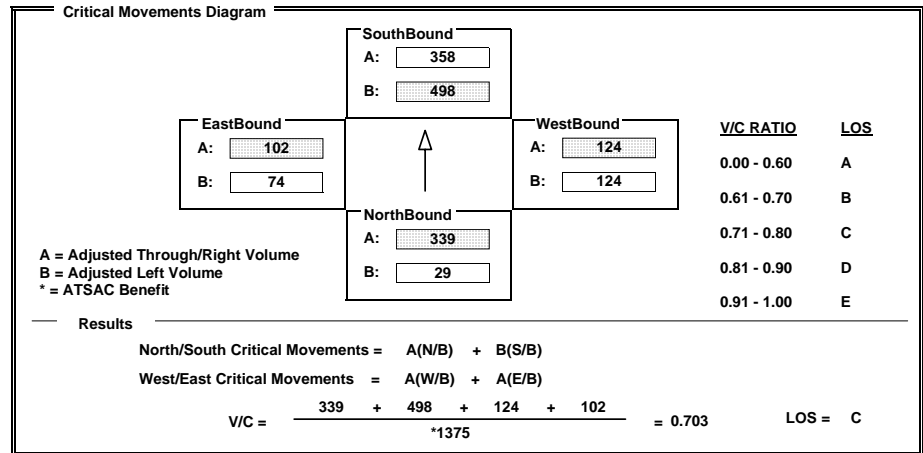 Critical Movements Diagram
SouthBound
A: 358
B: 498
EastBound
A: 102
B: 74
WestBound
A: 124
B: 124
NorthBound
A: 339
B: 29
V/C RATIO LOS
0.00 - 0.60 A
0.61 - 0.70 B
0.71 - 0.80 C
0.81 - 0.90 D
0.91 - 1.00 E
A = Adjusted Through/Right Volume
B = Adjusted Left Volume
* = ATSAC Benefit
Results
North/South Critical Movements = A(N/B) + B(S/B)
West/East Critical Movements = A(W/B) + A(E/B)
V/C = 339 + 498 + 124 + 102 = 0.703 LOS = C
*1375